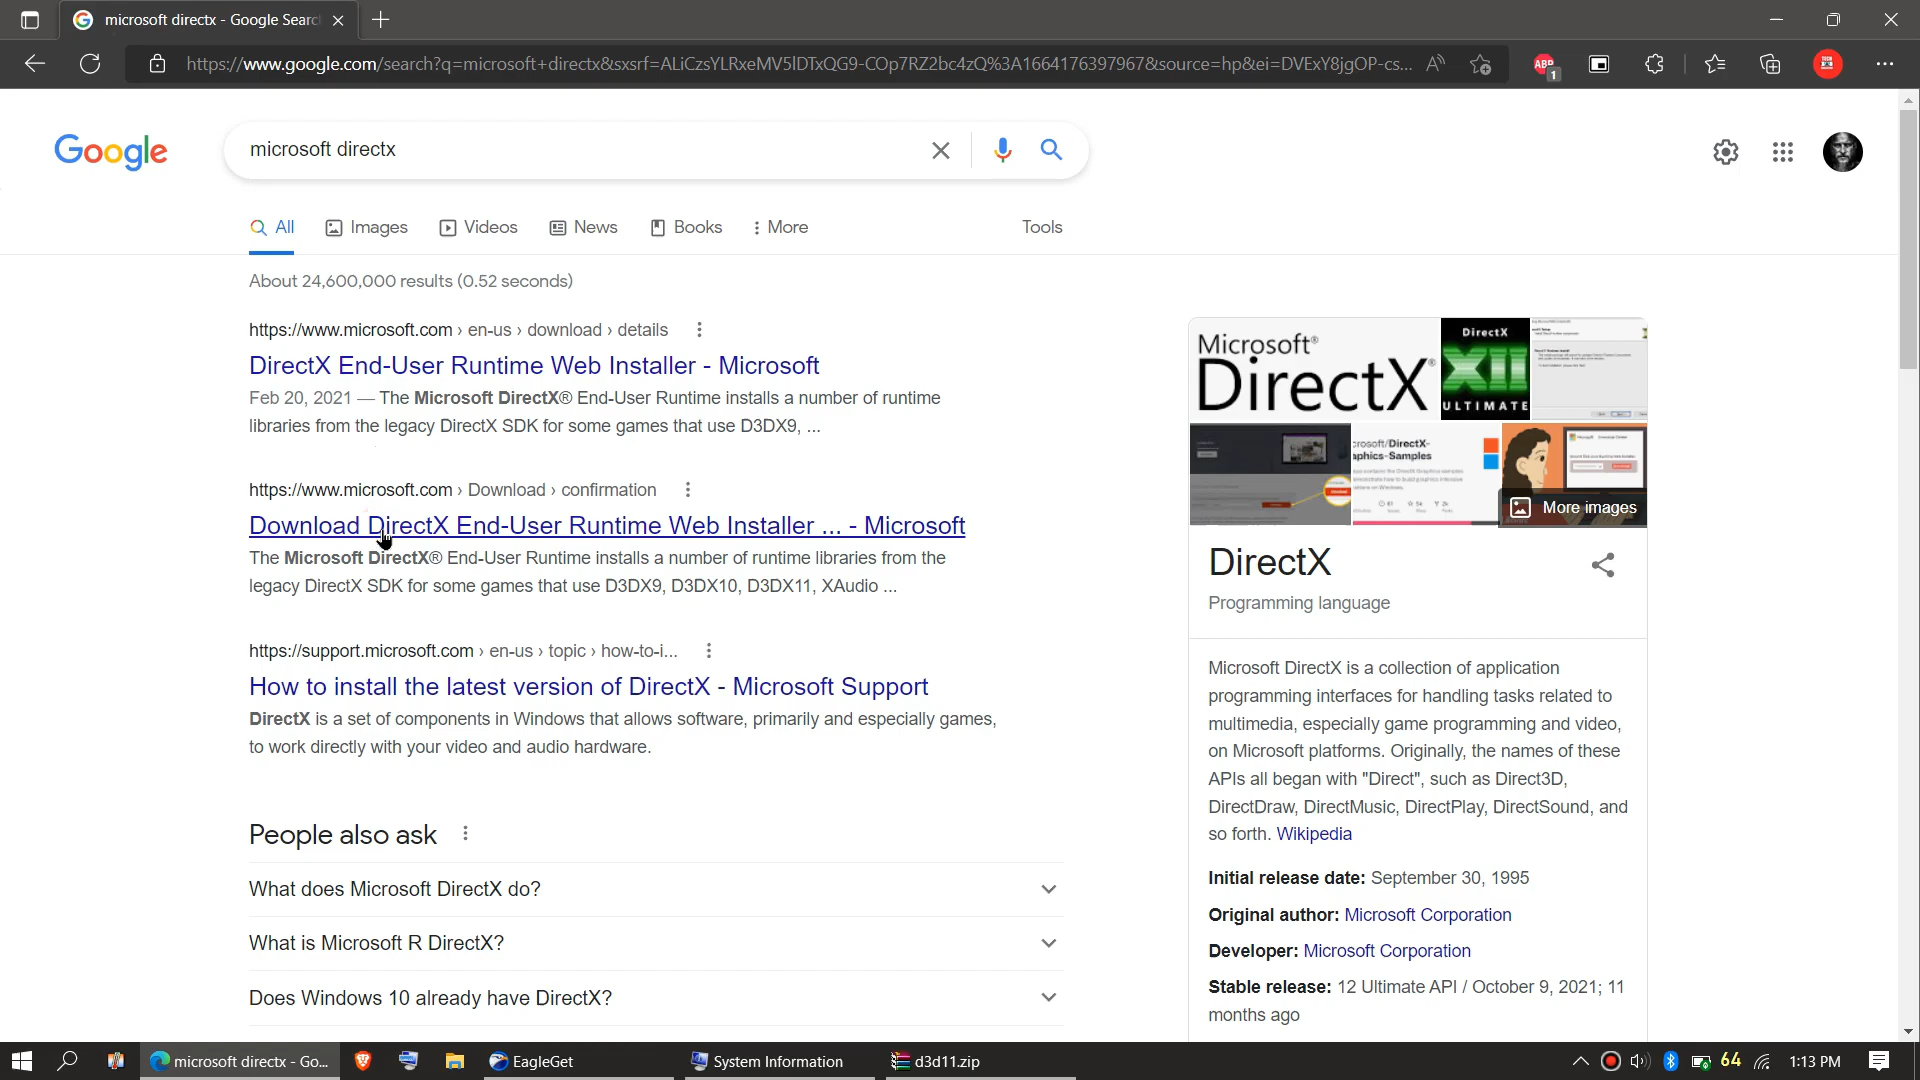 microsoft directx - Google Searc
https://www.google.com/search?q=microsoft+directx&sxsrf=ALiCzsYLRxeMV5lDTxQG9-COp7RZ2bc4zQ%3A1664176397967&source=hp&ei=DVExY8jgOP-cs...
ABP
1
Google
microsoft directx
All
Images
Videos
News
Books
More
Tools
About 24,600,000 results (0.52 seconds)
https://www.microsoft.com › en-us › download › details
DirectX End-User Runtime Web Installer - Microsoft
Feb 20, 2021 — The Microsoft DirectX® End-User Runtime installs a number of runtime
libraries from the legacy DirectX SDK for some games that use D3DX9, ...
https://www.microsoft.com › Download › confirmation
Download DirectX End-User Runtime Web Installer ... - Microsoft
The Microsoft DirectX® End-User Runtime installs a number of runtime libraries from the
legacy DirectX SDK for some games that use D3DX9, D3DX10, D3DX11, XAudio ...
https://support.microsoft.com › en-us › topic › how-to-i...
How to install the latest version of DirectX - Microsoft Support
DirectX is a set of components in Windows that allows software, primarily and especially games,
to work directly with your video and audio hardware.
People also ask
What does Microsoft DirectX do?
What is Microsoft R DirectX?
Does Windows 10 already have DirectX?
Microsoft®
DirectX®
DirectX
XII
ULTIMATE
crosoft/DirectX-
aphics-Samples
More images
DirectX
Programming language
Microsoft DirectX is a collection of application
programming interfaces for handling tasks related to
multimedia, especially game programming and video,
on Microsoft platforms. Originally, the names of these
APIs all began with "Direct", such as Direct3D,
DirectDraw, DirectMusic, DirectPlay, DirectSound, and
so forth. Wikipedia
Initial release date: September 30, 1995
Original author: Microsoft Corporation
Developer: Microsoft Corporation
Stable release: 12 Ultimate API / October 9, 2021; 11
months ago
microsoft directx - Go...
EagleGet
System Information
d3d11.zip
64
1:13 PM